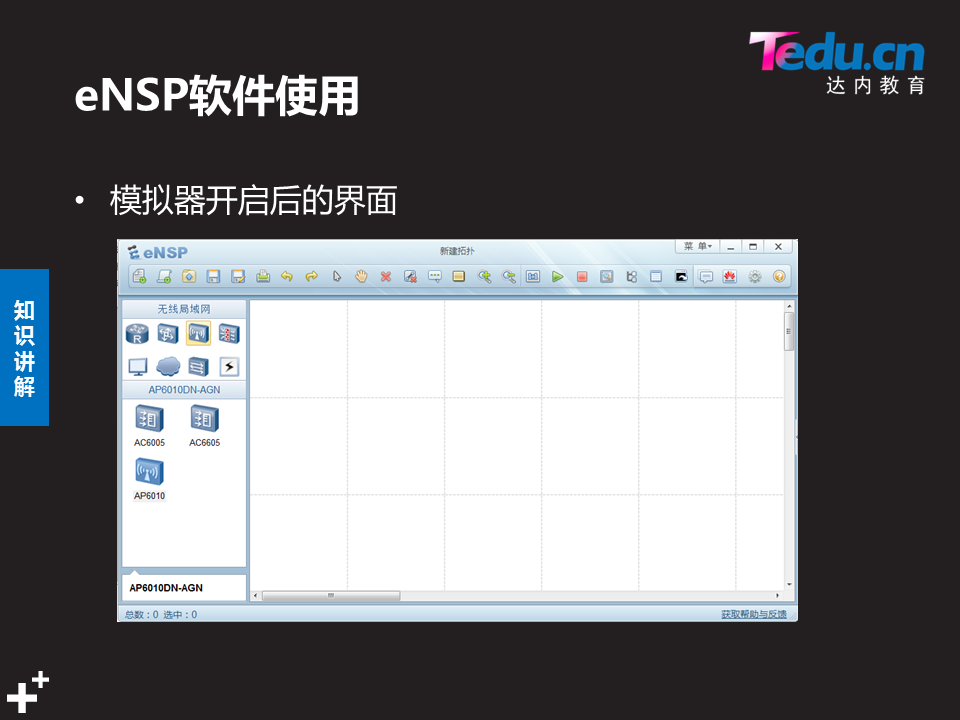 Tedu.cn
达内教育
eNSP软件使用
• 模拟器开启后的界面
知识讲解
eNSP
新建拓扑
菜 单
无线局域网
R
AP6010DN-AGN
AC6005
AC6605
AP6010
AP6010DN-AGN
总数：0 选中：0
获取帮助与反馈